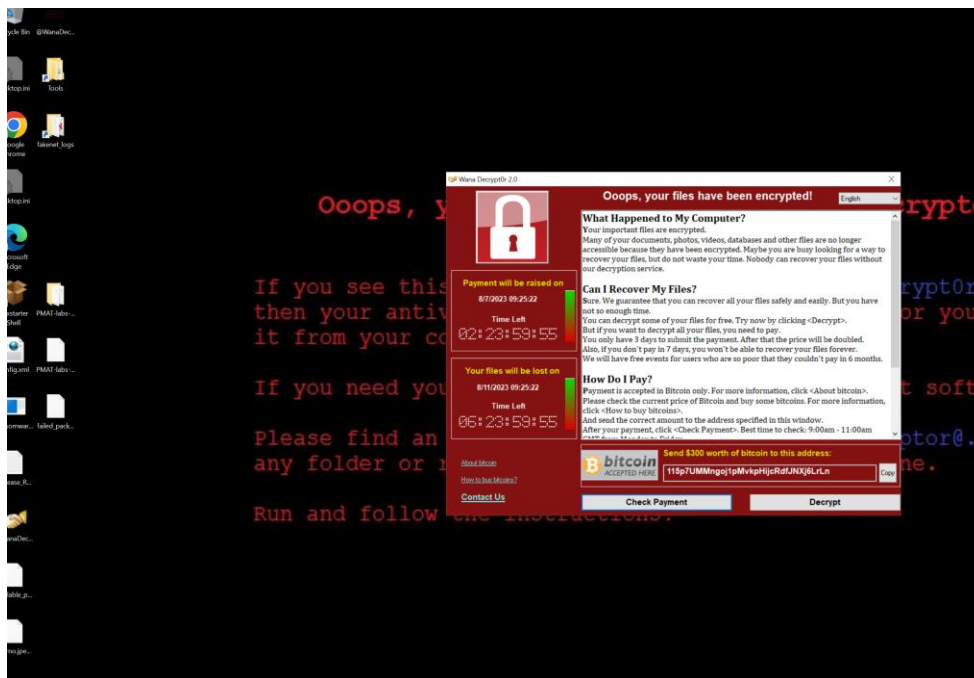 ycle Bin @WanaDec...
ktop.ini Tools
oogle fakenet_logs
hrome
ktop.ini
crosoft
Edge
PMAT-labs-...
Shell
nfig.xml PMAT-labs-...
failed_pack...
ease_R...
anaDec...
Ooops, y
rypt
If you see this
rypt0r
then your antiv
or you
it from your co
If you need you
t soft
Please find an
ptor@.
any folder or r
ne.
Run and follow the instructions.
Wana Decrypt0r 2.0
Ooops, your files have been encrypted!
English
Payment will be raised on
8/7/2023 09:25:22
Time Left
02:23:59:55
Your files will be lost on
8/11/2023 09:25:22
Time Left
06:23:59:55
About bitcoin
How to buy bitcoins?
Contact Us
What Happened to My Computer?
Your important files are encrypted.
Many of your documents, photos, videos, databases and other files are no longer
accessible because they have been encrypted. Maybe you are busy looking for a way to
recover your files, but do not waste your time. Nobody can recover your files without
our decryption service.
Can I Recover My Files?
Sure. We guarantee that you can recover all your files safely and easily. But you have
not so enough time.
You can decrypt some of your files for free. Try now by clicking <Decrypt>.
But if you want to decrypt all your files, you need to pay.
You only have 3 days to submit the payment. After that the price will be doubled.
Also, if you don't pay in 7 days, you won't be able to recover your files forever.
We will have free events for users who are so poor that they couldn't pay in 6 months.
How Do I Pay?
Payment is accepted in Bitcoin only. For more information, click <About bitcoin>.
Please check the current price of Bitcoin and buy some bitcoins. For more information,
click <How to buy bitcoins>.
And send the correct amount to the address specified in this window.
After your payment, click <Check Payment>. Best time to check: 9:00am - 11:00am
GMT from Monday to Friday.
bitcoin
ACCEPTED HERE
Send $300 worth of bitcoin to this address:
115p7UMMngoj1pMvkpHijcRdfJNXj6LrLn
Copy
Check Payment
Decrypt